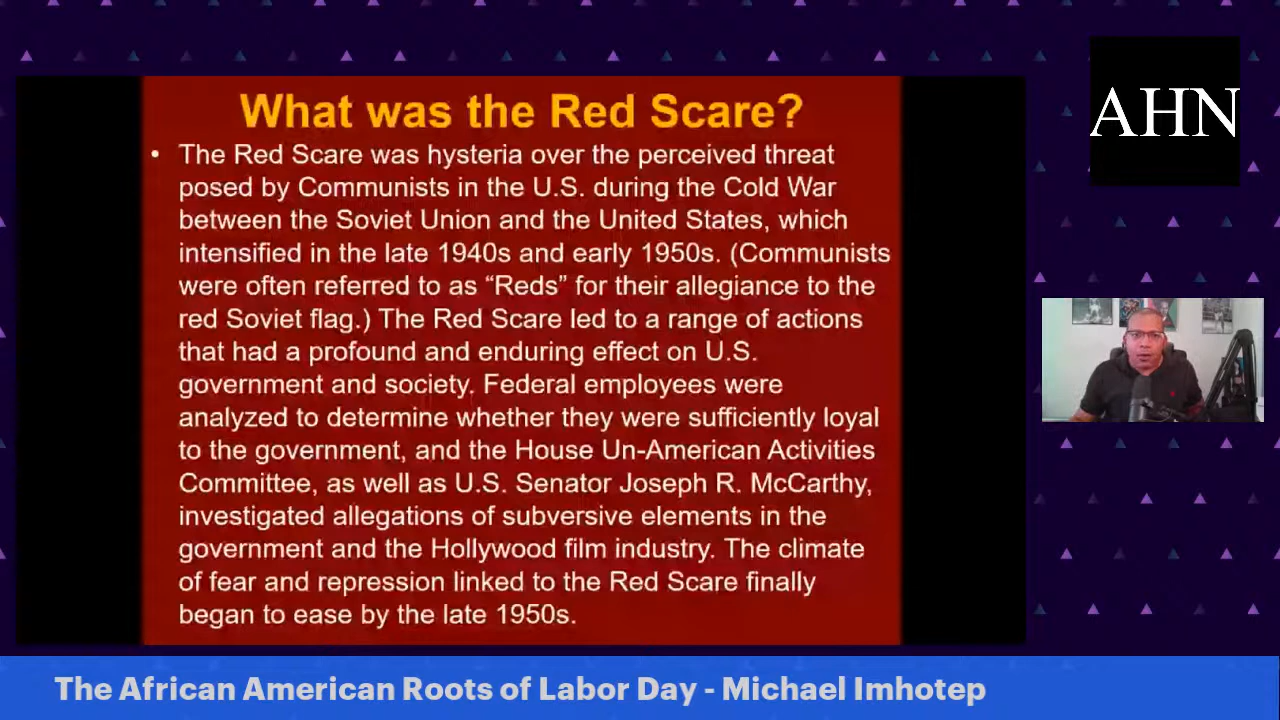 What was the Red Scare?
• The Red Scare was hysteria over the perceived threat
posed by Communists in the U.S. during the Cold War
between the Soviet Union and the United States, which
intensified in the late 1940s and early 1950s. (Communists
were often referred to as “Reds” for their allegiance to the
red Soviet flag.) The Red Scare led to a range of actions
that had a profound and enduring effect on U.S.
government and society. Federal employees were
analyzed to determine whether they were sufficiently loyal
to the government, and the House Un-American Activities
Committee, as well as U.S. Senator Joseph R. McCarthy,
investigated allegations of subversive elements in the
government and the Hollywood film industry. The climate
of fear and repression linked to the Red Scare finally
began to ease by the late 1950s.
AHN
The African American Roots of Labor Day - Michael Imhotep